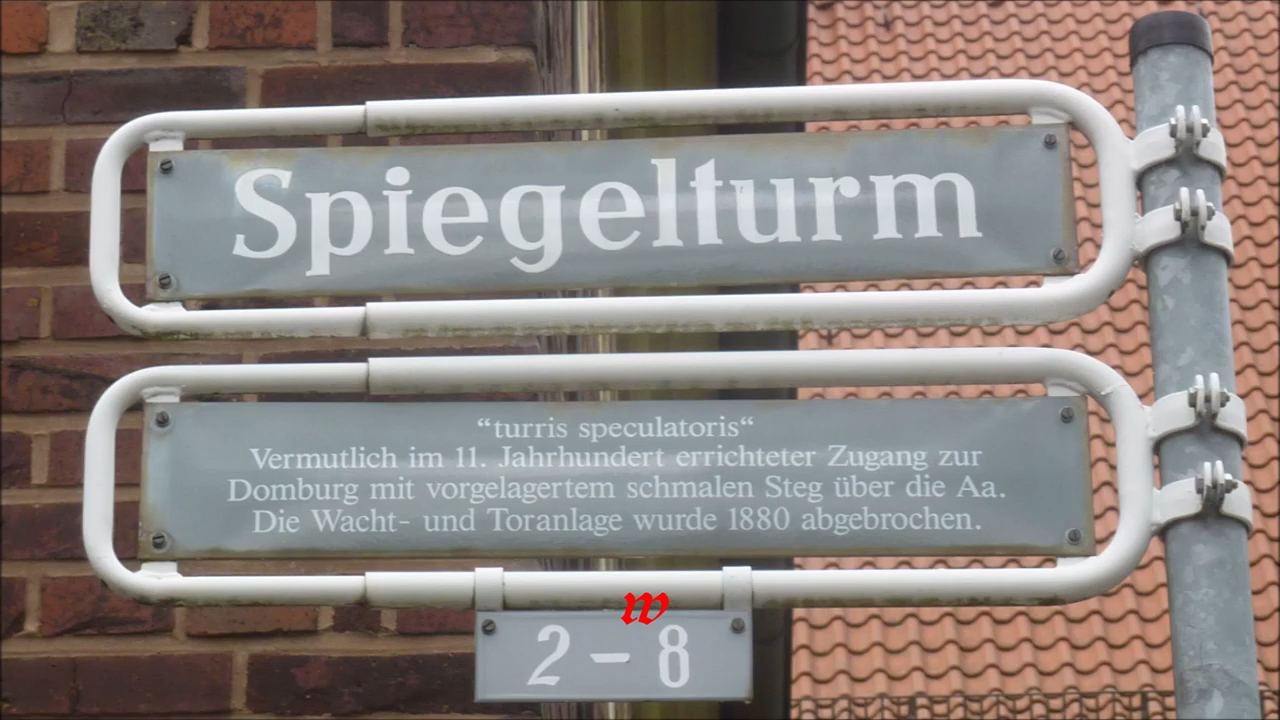 Spiegelturm
“turris speculatoris“
Vermutlich im 11. Jahrhundert errichteter Zugang zur
Domburg mit vorgelagertem schmalen Steg über die Aa.
Die Wacht- und Toranlage wurde 1880 abgebrochen.
w
2 – 8